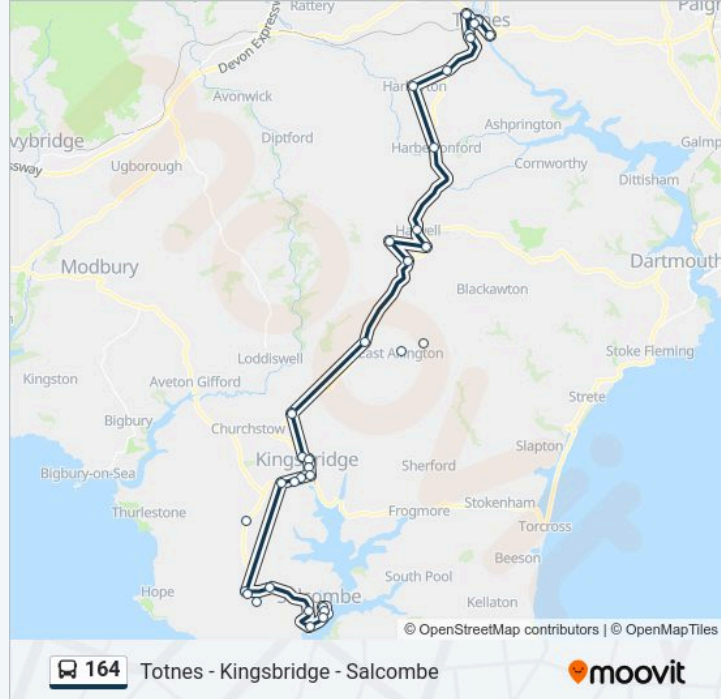 Rattery
Totnes
Paign
Devon Expressw
Avonwick
Diptford
Ashprington
Harbertonford
Galmp
Cornworthy
vybridge
ssway
Ugborough
Dittisham
Halwell
Modbury
Dartmouth
Blackawton
Loddiswell
East Allington
Stoke Fleming
Kingston
Aveton Gifford
Strete
Bigbury
Churchstow
Slapton
Bigbury-on-Sea
Kingsbridge
Sherford
Thurlestone
Frogmore
Stokenham
Torcross
Beeson
South Pool
Hope
Salcombe
Kellaton
© OpenStreetMap contributors | © OpenMapTiles
164 Totnes - Kingsbridge - Salcombe
moovit